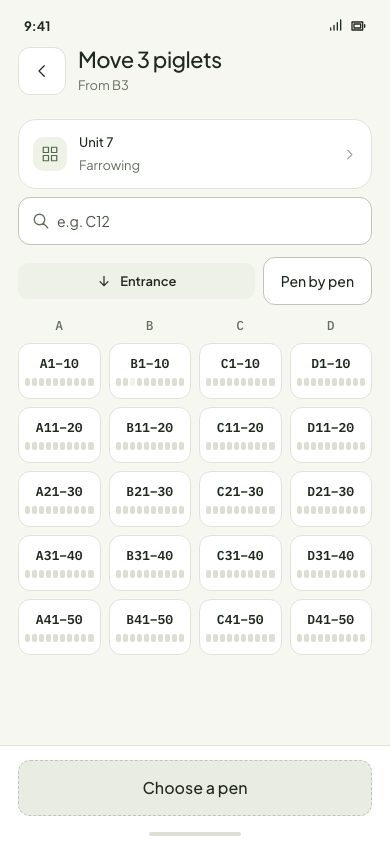 9:41
Move 3 piglets
From B3
Unit 7
Farrowing
e.g. C12
↓ Entrance
Pen by pen
A B C D
A1–10 B1–10 C1–10 D1–10
A11–20 B11–20 C11–20 D11–20
A21–30 B21–30 C21–30 D21–30
A31–40 B31–40 C31–40 D31–40
A41–50 B41–50 C41–50 D41–50
Choose a pen